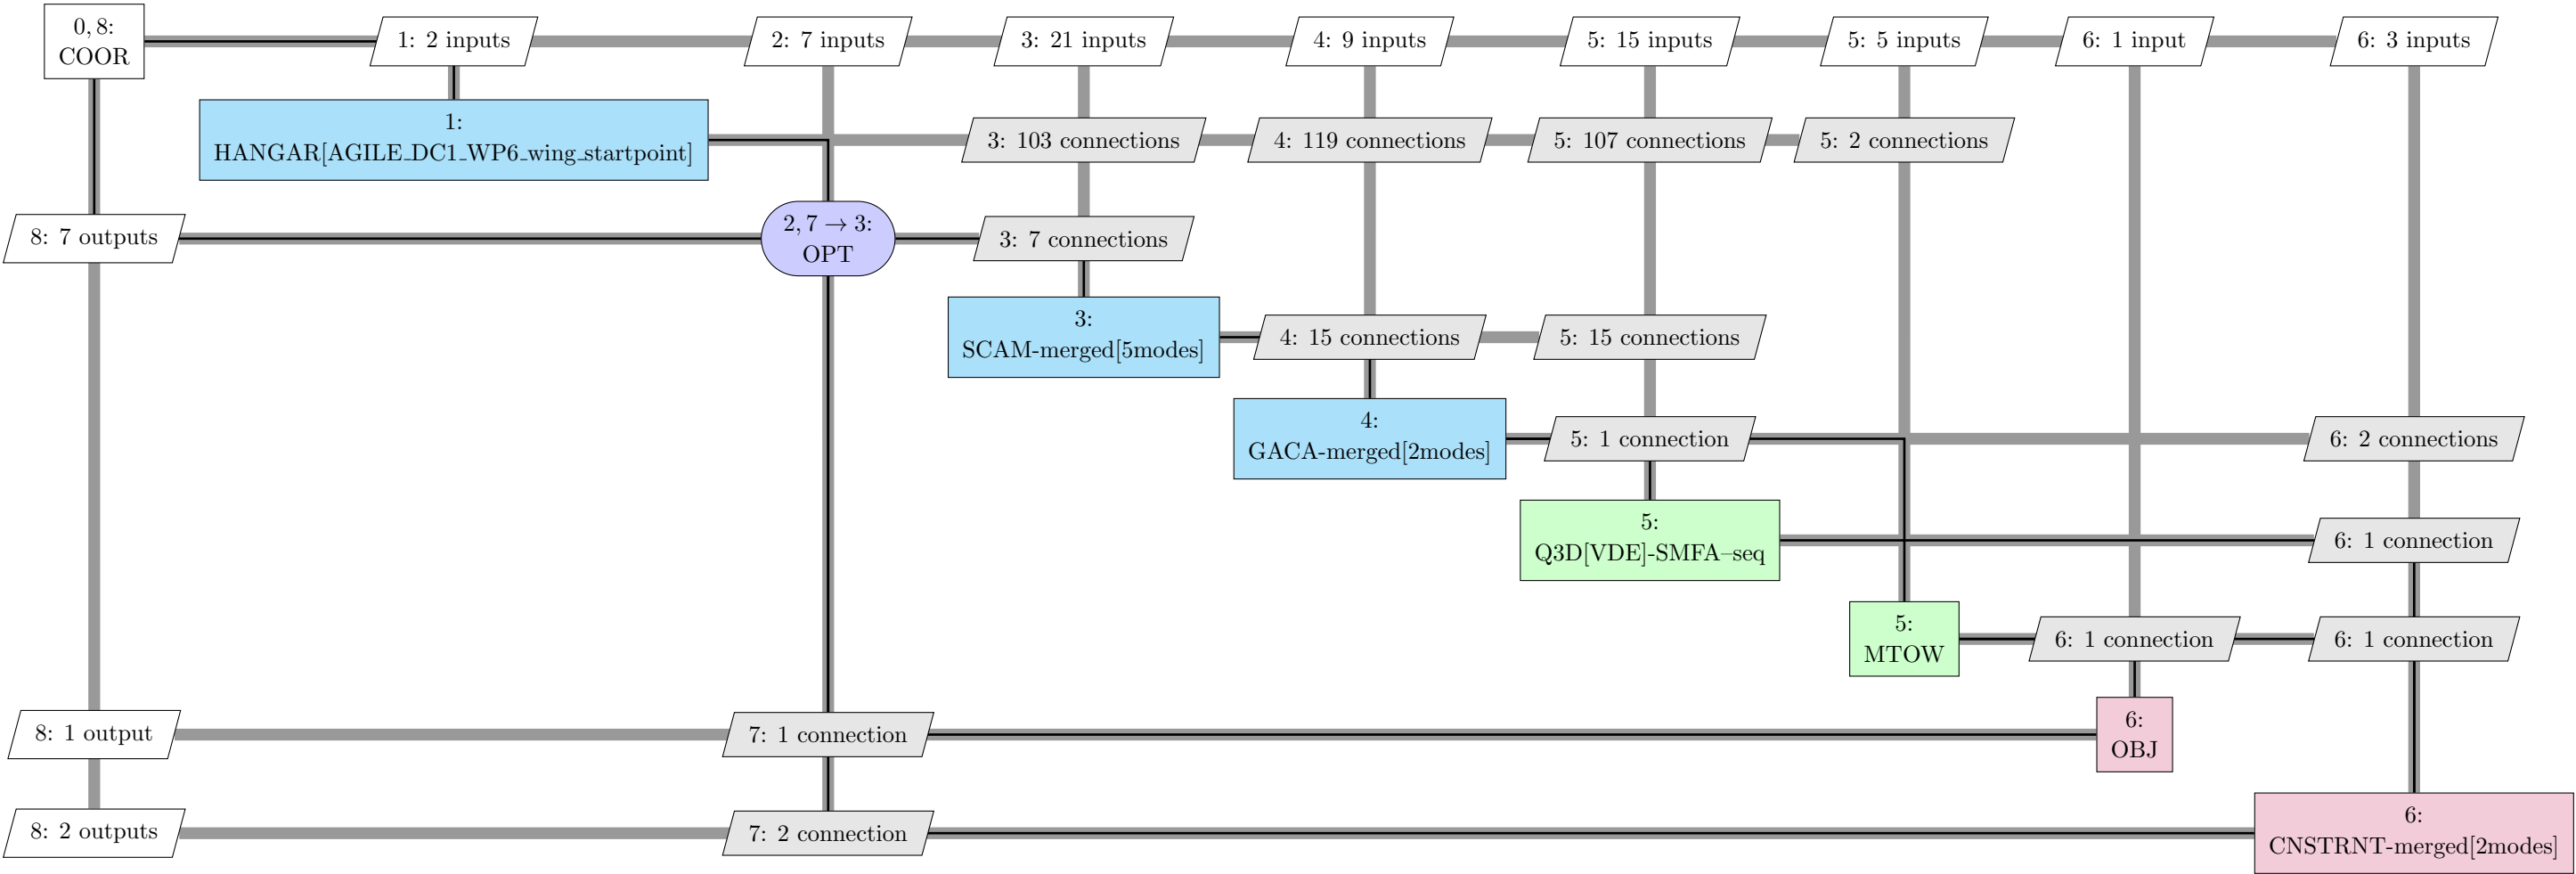 0, 8:
COOR
1: 2 inputs
2: 7 inputs
3: 21 inputs
4: 9 inputs
5: 15 inputs
5: 5 inputs
6: 1 input
6: 3 inputs
1:
HANGAR[AGILE_DC1_WP6_wing_startpoint]
3: 103 connections
4: 119 connections
5: 107 connections
5: 2 connections
8: 7 outputs
2, 7 → 3:
OPT
3: 7 connections
3:
SCAM-merged[5modes]
4: 15 connections
5: 15 connections
4:
GACA-merged[2modes]
5: 1 connection
6: 2 connections
5:
Q3D[VDE]-SMFA–seq
6: 1 connection
5:
MTOW
6: 1 connection
6: 1 connection
8: 1 output
7: 1 connection
6:
OBJ
8: 2 outputs
7: 2 connection
6:
CNSTRNT-merged[2modes]